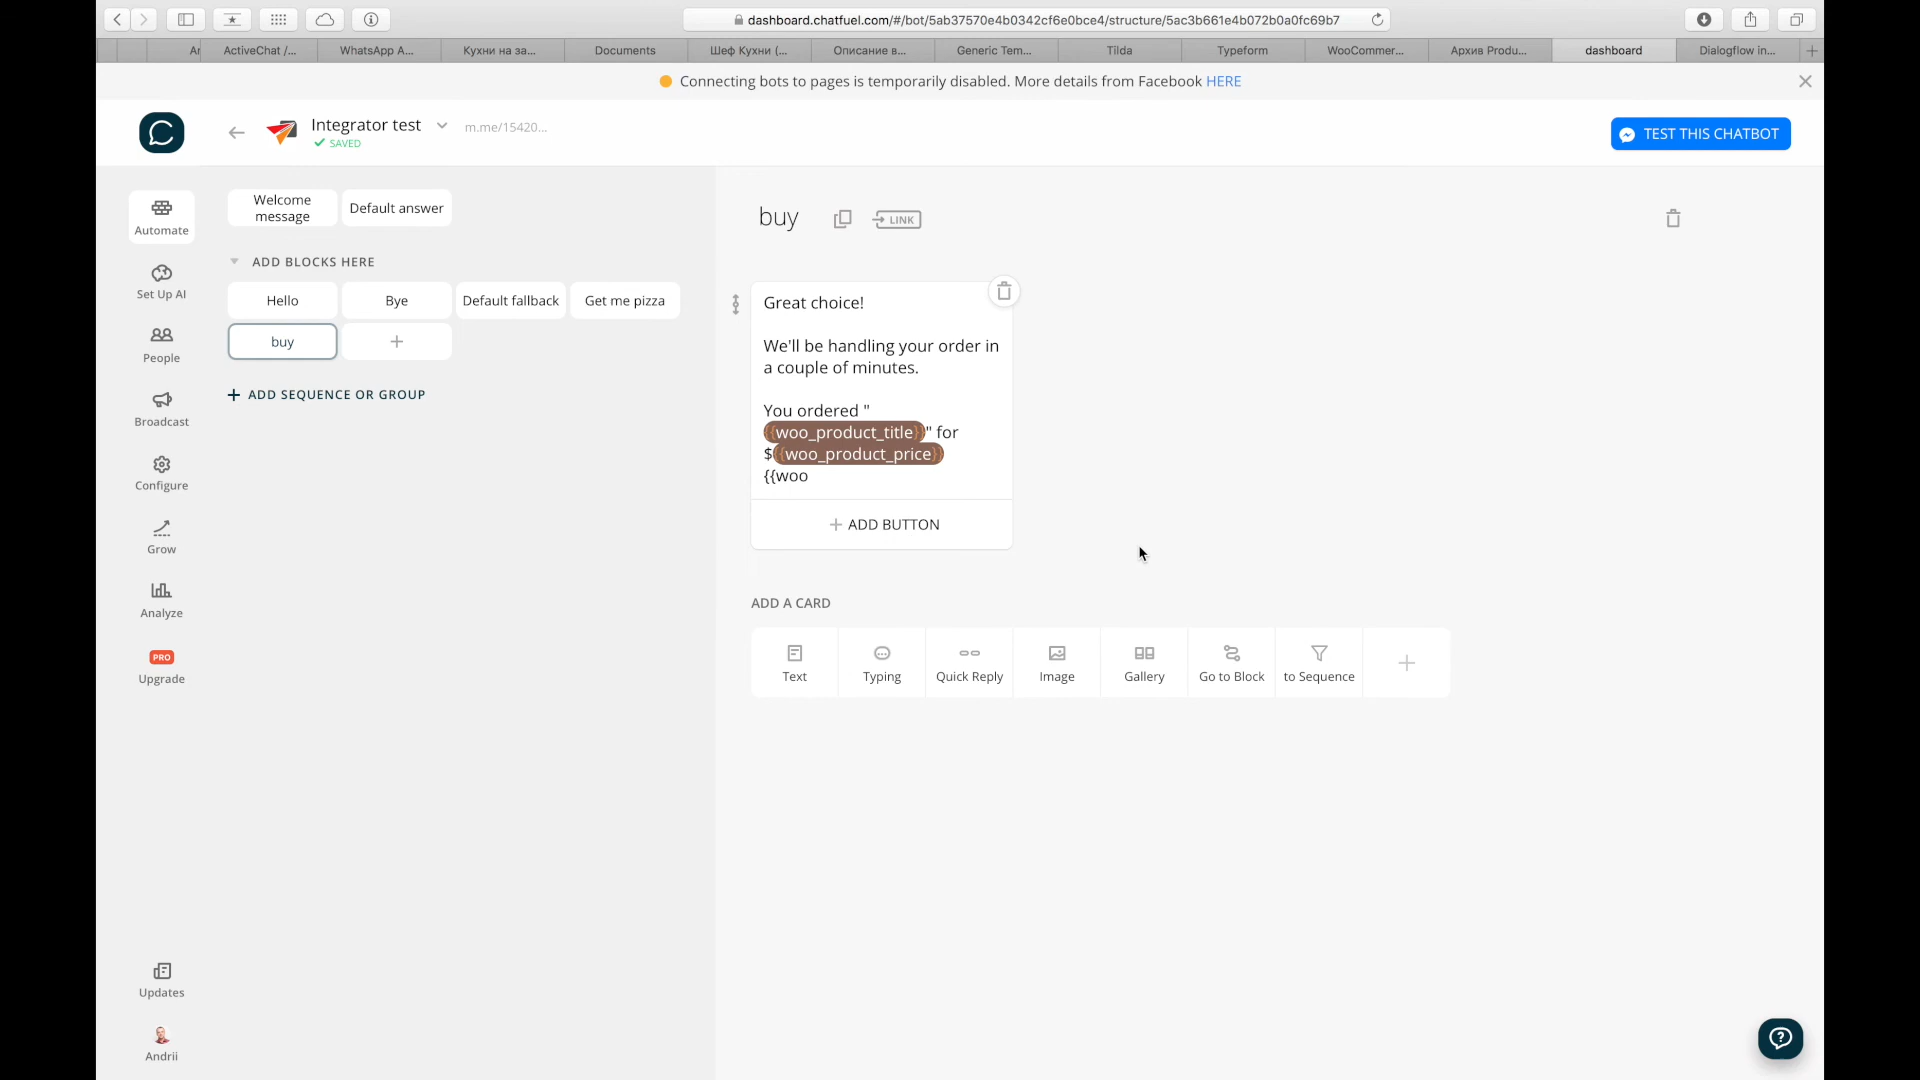 dashboard.chatfuel.com/#/bot/5ab37570e4b0342cf6e0bce4/structure/5ac3b661e4b072b0a0fc69b7
Ar
ActiveChat /...
WhatsApp A...
Кухни на за...
Documents
Шеф Кухни (...
Описание в...
Generic Tem...
Tilda
Typeform
WooCommer...
Архив Produ...
dashboard
Dialogflow in...
Connecting bots to pages is temporarily disabled. More details from Facebook HERE
Integrator test
m.me/15420...
SAVED
TEST THIS CHATBOT
Automate
Set Up AI
People
Broadcast
Configure
Grow
Analyze
PRO
Upgrade
Updates
Andrii
Welcome
message
Default answer
ADD BLOCKS HERE
Hello
Bye
Default fallback
Get me pizza
buy
ADD SEQUENCE OR GROUP
buy
LINK
Great choice!
We'll be handling your order in
a couple of minutes.
You ordered "
{{woo_product_title}}" for
${{woo_product_price}}
{{woo
ADD BUTTON
ADD A CARD
Text
Typing
Quick Reply
Image
Gallery
Go to Block
to Sequence